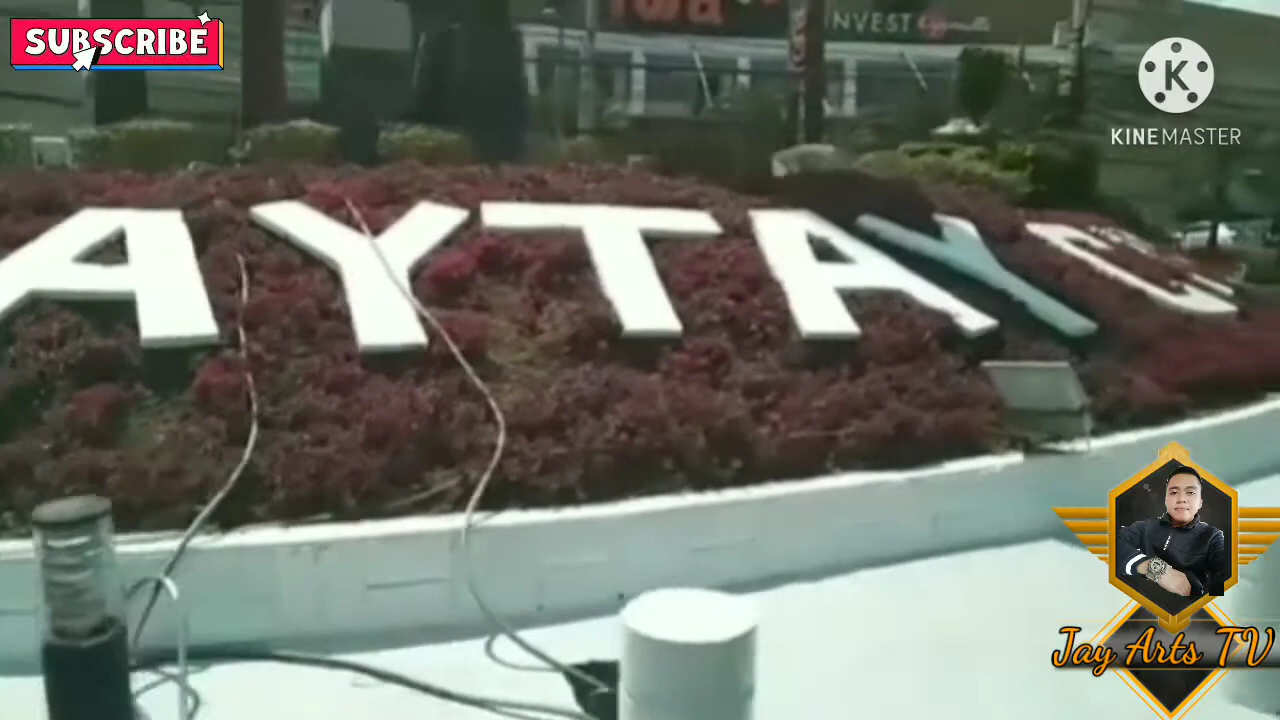 SUBSCRIBE
INVEST
K
KINEMASTER
AYTAY C
Jay Arts TV